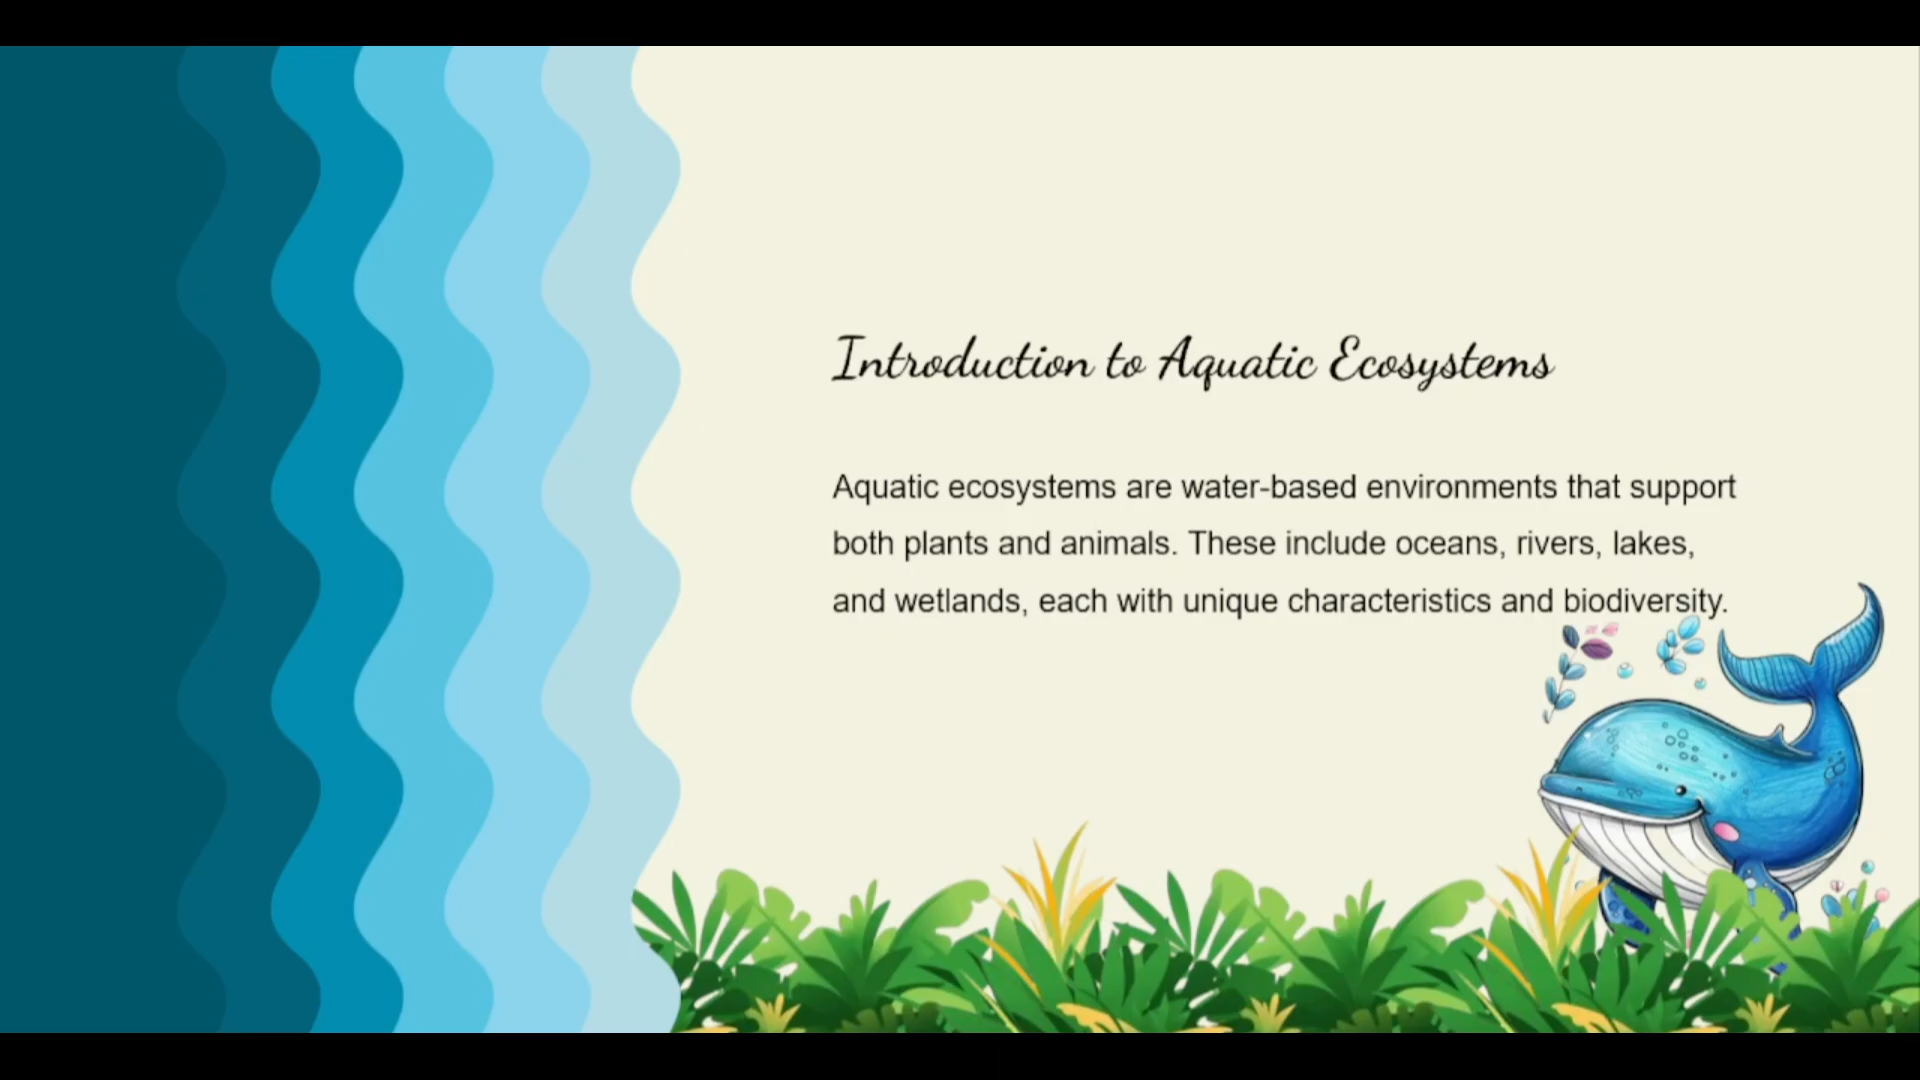 Introduction to Aquatic Ecosystems
Aquatic ecosystems are water-based environments that support
both plants and animals. These include oceans, rivers, lakes,
and wetlands, each with unique characteristics and biodiversity.